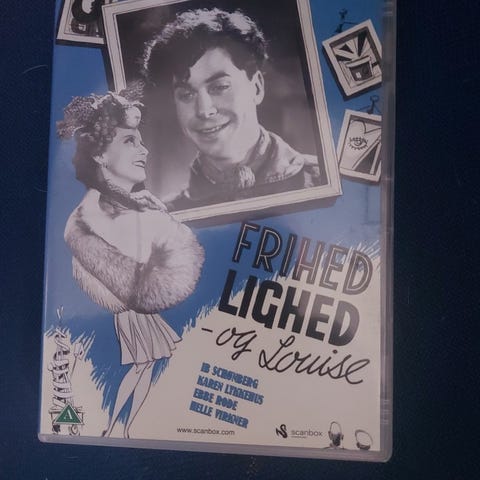 FRIHED
LIGHED
- og Louise
IB SCHØNBERG
KAREN LYKKEHUS
EBBE RODE
HELLE VIRKNER
A
www.scanbox.com
scanbox